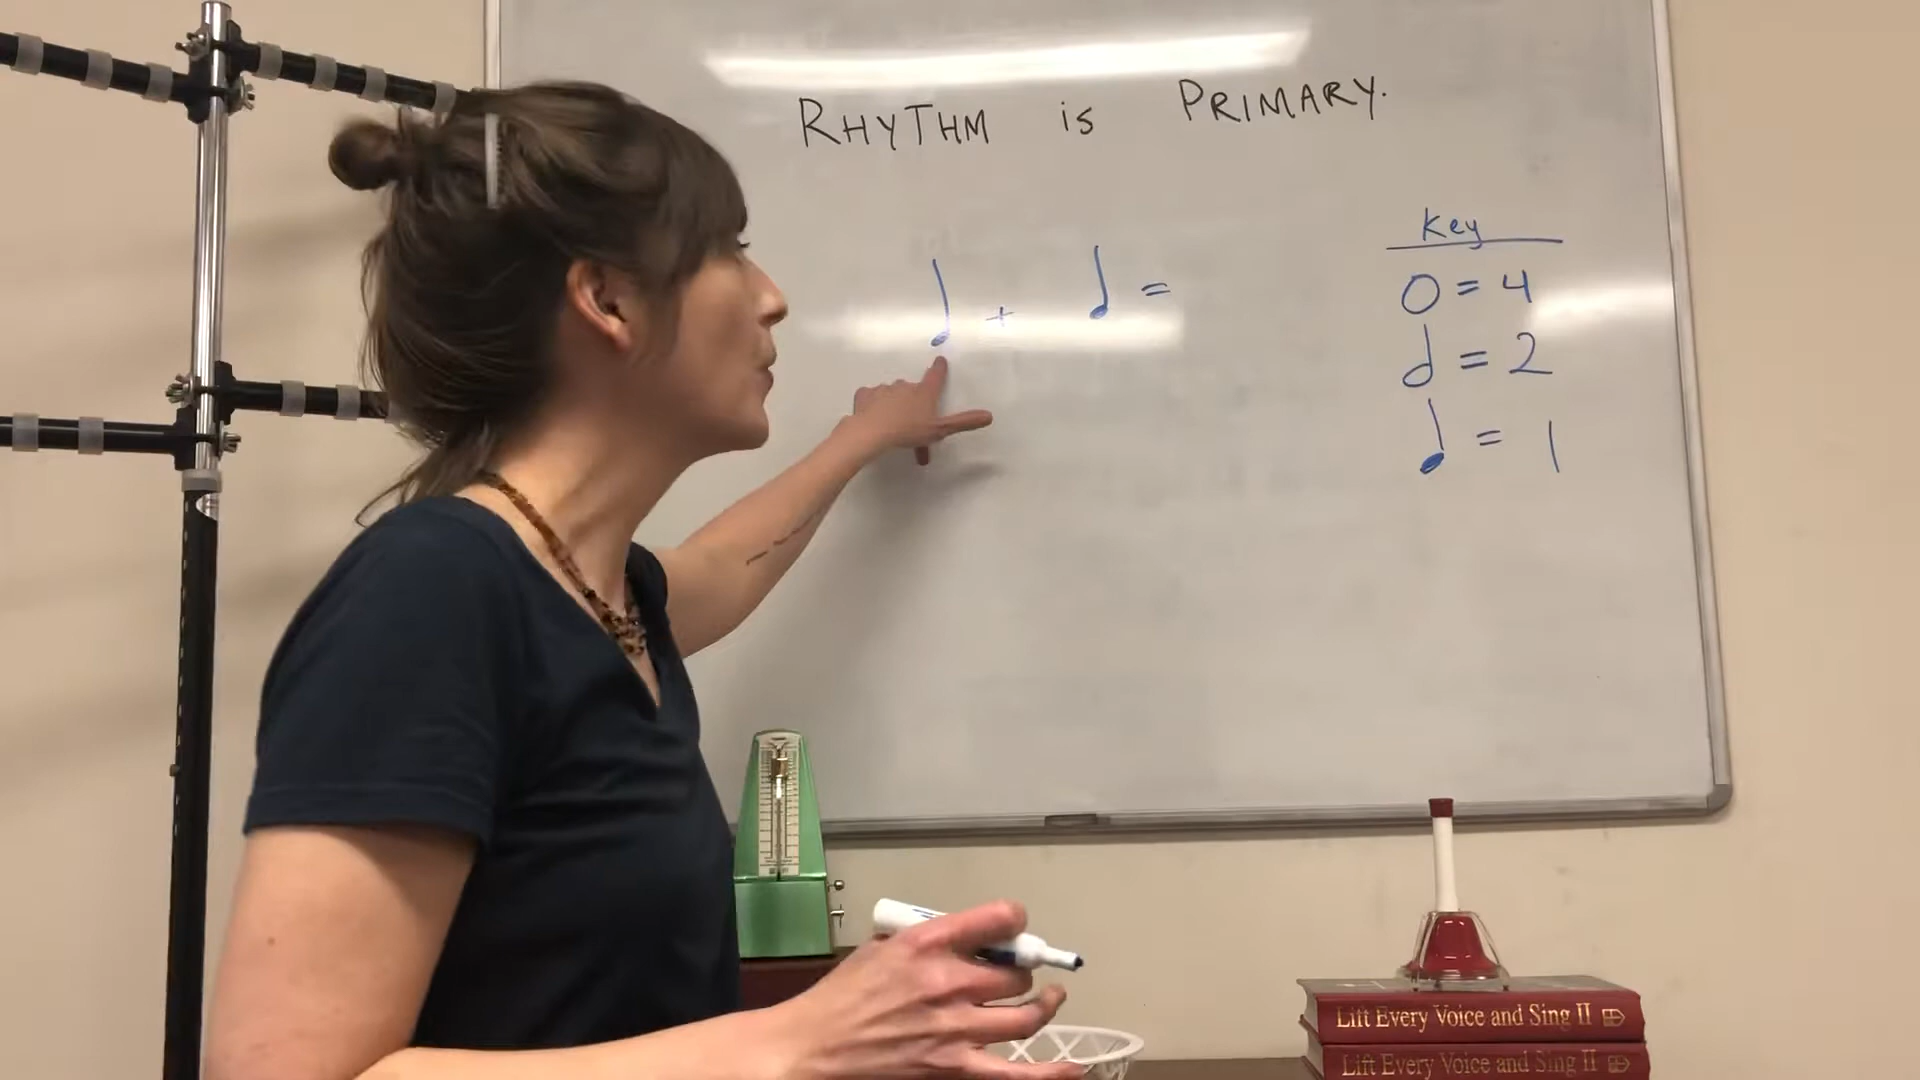 RHYTHM is PRIMARY.
Key
𝅗𝅥 = 2
♩ + ♩ =
O = 4
♩ = 1
Lift Every Voice and Sing II
Lift Every Voice and Sing II